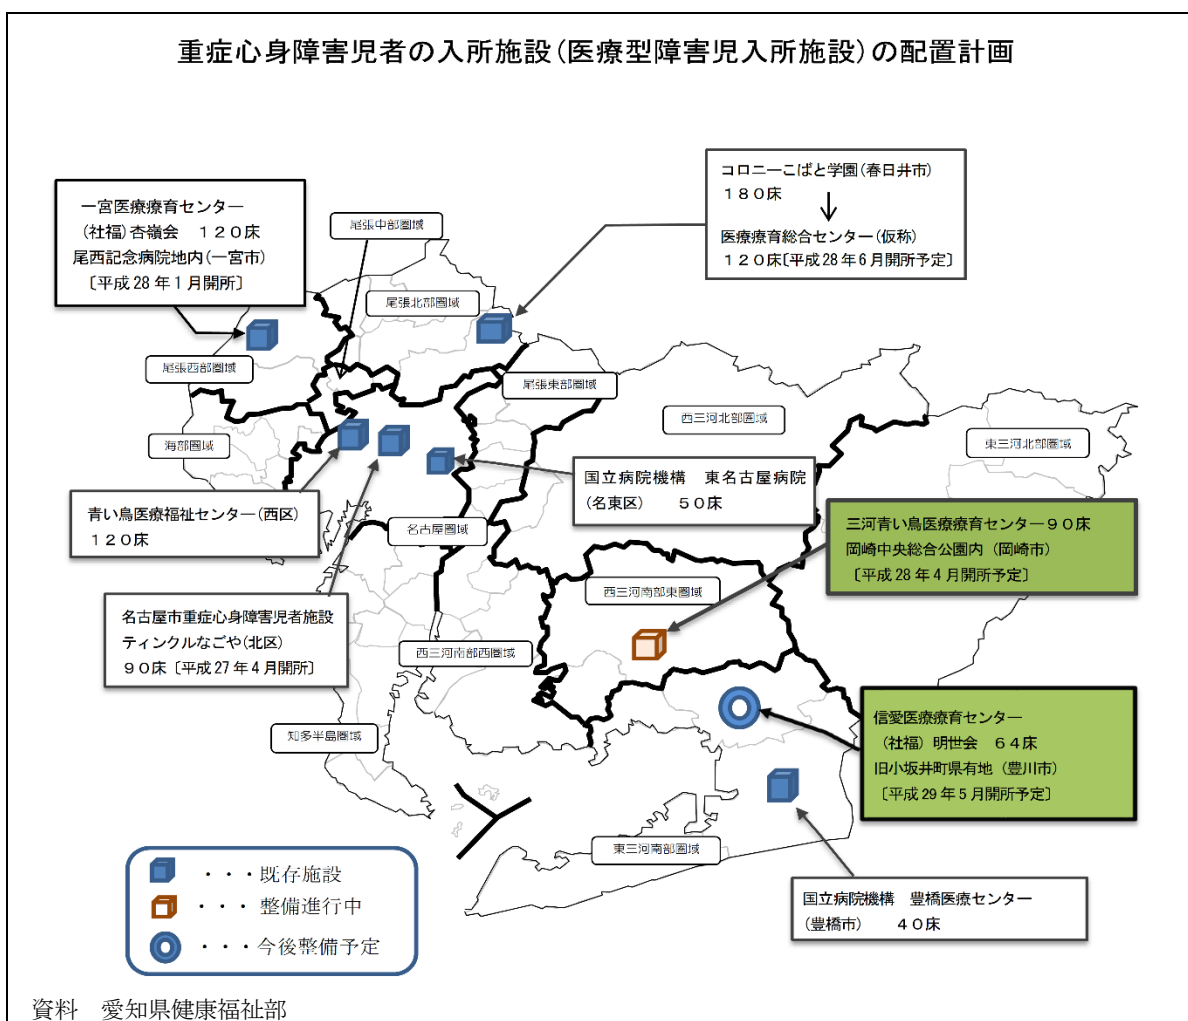 重症心身障害児者の入所施設（医療型障害児入所施設）の配置計画
コロニーこばと学園（春日井市）
１８０床
↓
医療療育総合センター（仮称）
１２０床〔平成28年6月開所予定〕
一宮医療療育センター
（社福）杏嶺会　１２０床
尾西記念病院地内（一宮市）
〔平成28年1月開所〕
尾張中部圏域
尾張北部圏域
尾張西部圏域
尾張東部圏域
西三河北部圏域
海部圏域
東三河北部圏域
国立病院機構　東名古屋病院
（名東区）　５０床
青い鳥医療福祉センター（西区）
１２０床
名古屋圏域
三河青い鳥医療療育センター９０床
岡崎中央総合公園内（岡崎市）
〔平成28年4月開所予定〕
西三河南部東圏域
名古屋市重症心身障害児者施設
ティンクルなごや（北区）
９０床〔平成27年4月開所〕
西三河南部西圏域
信愛医療療育センター
（社福）明世会　６４床
旧小坂井町県有地（豊川市）
〔平成29年5月開所予定〕
知多半島圏域
東三河南部圏域
国立病院機構　豊橋医療センター
（豊橋市）　４０床
・・・既存施設
・・・整備進行中
・・・今後整備予定
資料　愛知県健康福祉部